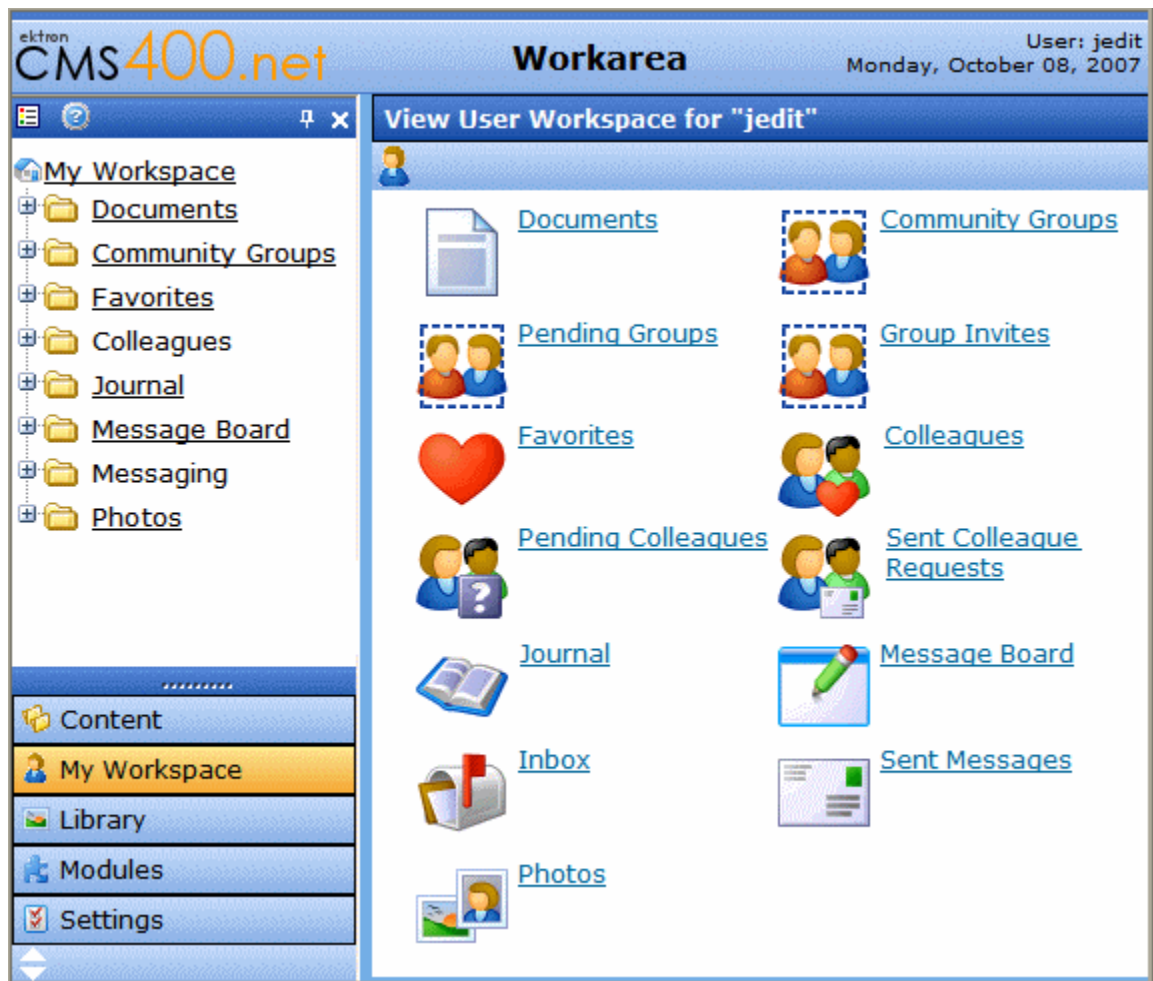 ektron
CMS400.net
Workarea
User: jedit
Monday, October 08, 2007
View User Workspace for "jedit"
My Workspace
Documents
Community Groups
Favorites
Colleagues
Journal
Message Board
Messaging
Photos
Content
My Workspace
Library
Modules
Settings
Documents
Community Groups
Pending Groups
Group Invites
Favorites
Colleagues
Pending Colleagues
Sent Colleague
Requests
Journal
Message Board
Inbox
Sent Messages
Photos